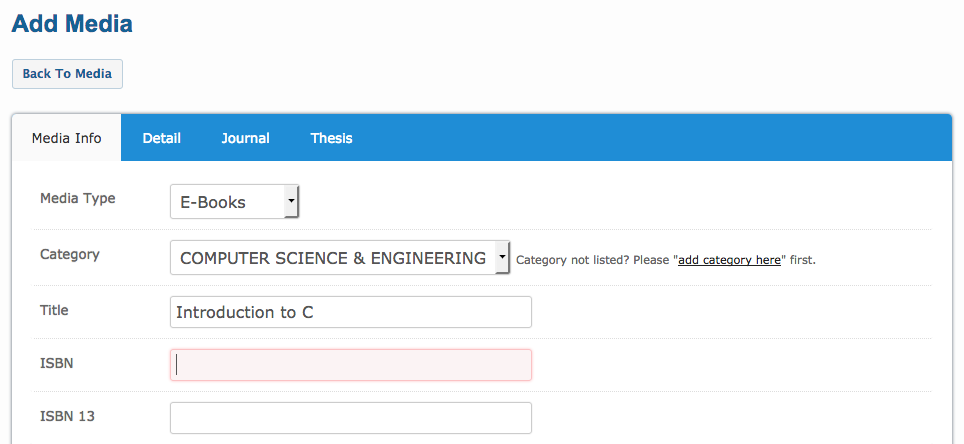 Add Media
Back To Media
Media Info Detail Journal Thesis
Media Type E-Books
Category COMPUTER SCIENCE & ENGINEERING Category not listed? Please "add category here" first.
Title Introduction to C
ISBN
ISBN 13